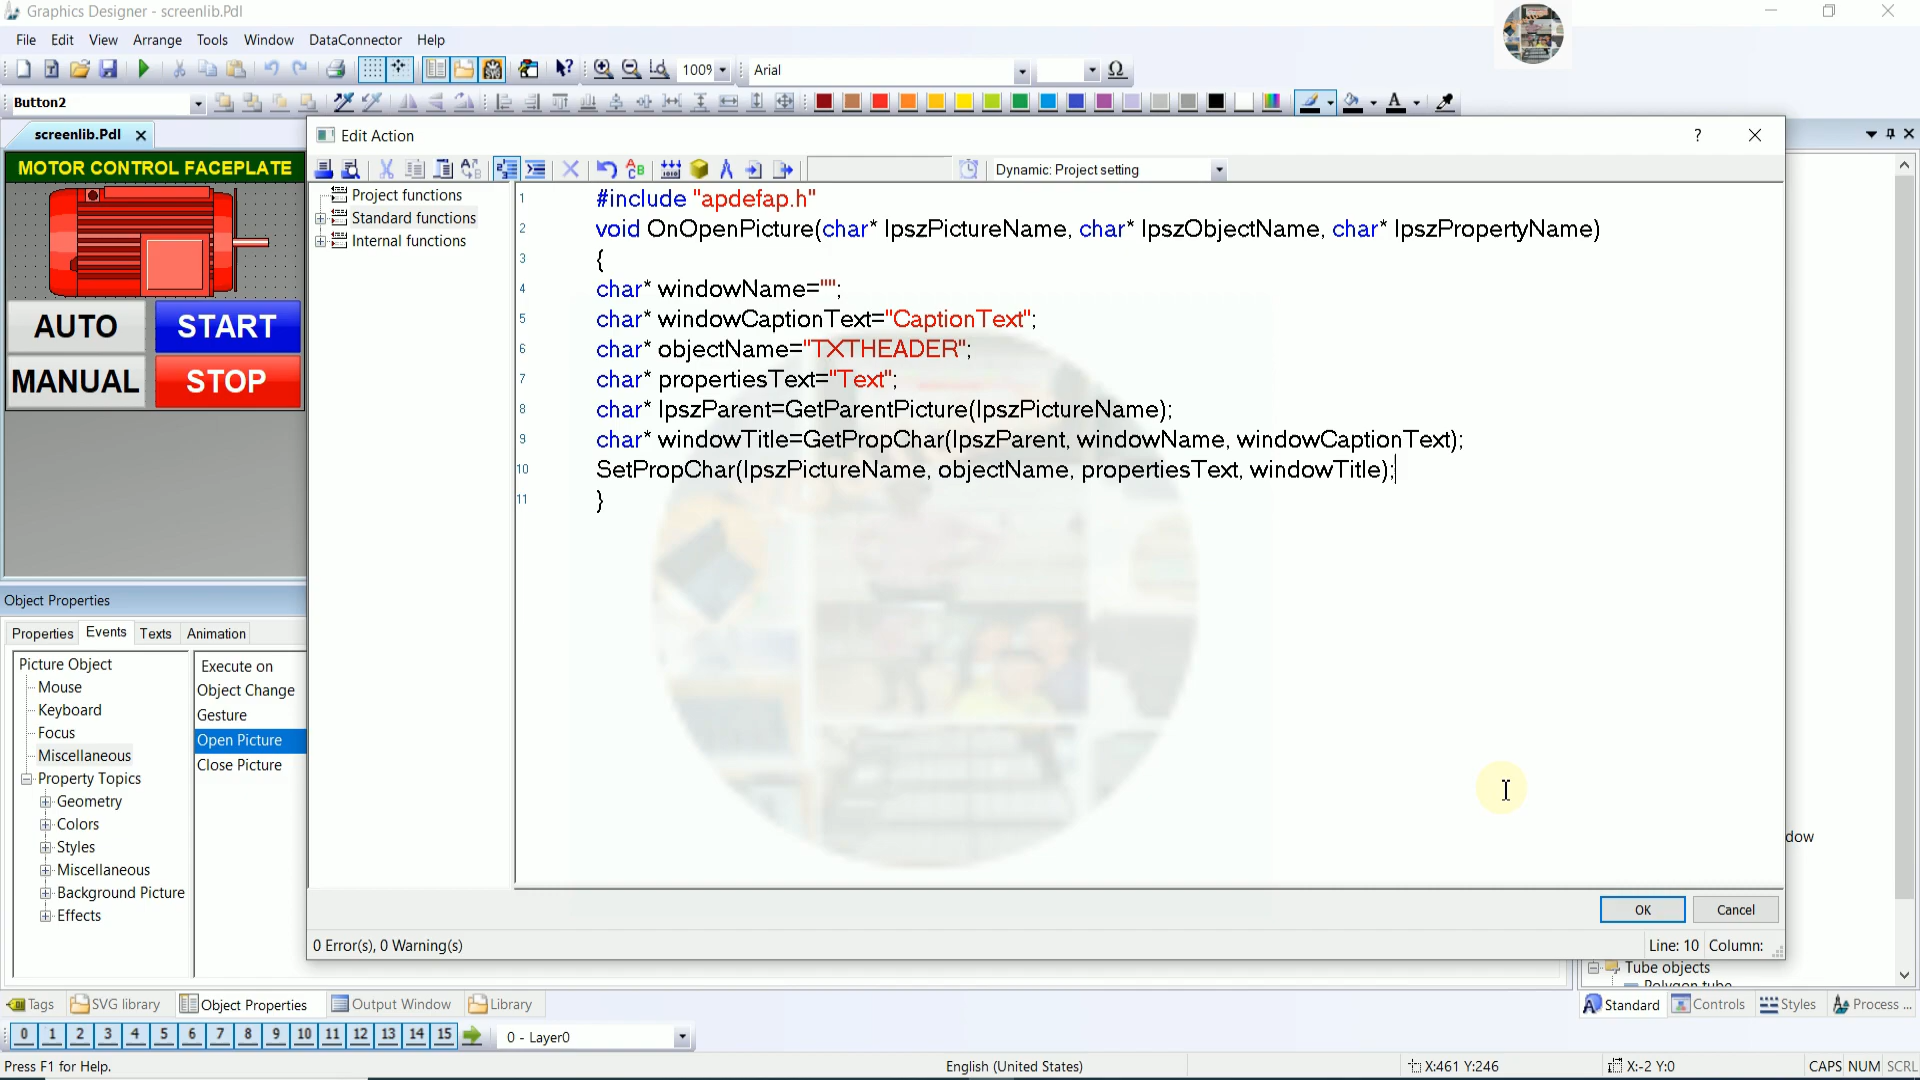 Graphics Designer - screenlib.Pdl
File Edit View Arrange Tools Window DataConnector Help
100% Arial Ω
Button2
screenlib.Pdl
MOTOR CONTROL FACEPLATE
AUTO START
MANUAL STOP
Object Properties
Properties Events Texts Animation
Picture Object
Mouse
Keyboard
Focus
Miscellaneous
Property Topics
Geometry
Colors
Styles
Miscellaneous
Background Picture
Effects
Execute on
Object Change
Gesture
Open Picture
Close Picture
Edit Action
Dynamic: Project setting
Project functions
Standard functions
Internal functions
1 #include "apdefap.h"
2 void OnOpenPicture(char* lpszPictureName, char* lpszObjectName, char* lpszPropertyName)
3 {
4 char* windowName="";
5 char* windowCaptionText="CaptionText";
6 char* objectName="TXTHEADER";
7 char* propertiesText="Text";
8 char* lpszParent=GetParentPicture(lpszPictureName);
9 char* windowTitle=GetPropChar(lpszParent, windowName, windowCaptionText);
10 SetPropChar(lpszPictureName, objectName, propertiesText, windowTitle);
11 }
OK Cancel
0 Error(s), 0 Warning(s)
Line: 10 Column:
dow
Tube objects
Polygon tube
Tags SVG library Object Properties Output Window Library
Standard Controls Styles Process ...
0 1 2 3 4 5 6 7 8 9 10 11 12 13 14 15 0 - Layer0
Press F1 for Help. English (United States) X:461 Y:246 X:-2 Y:0 CAPS NUM SCRL